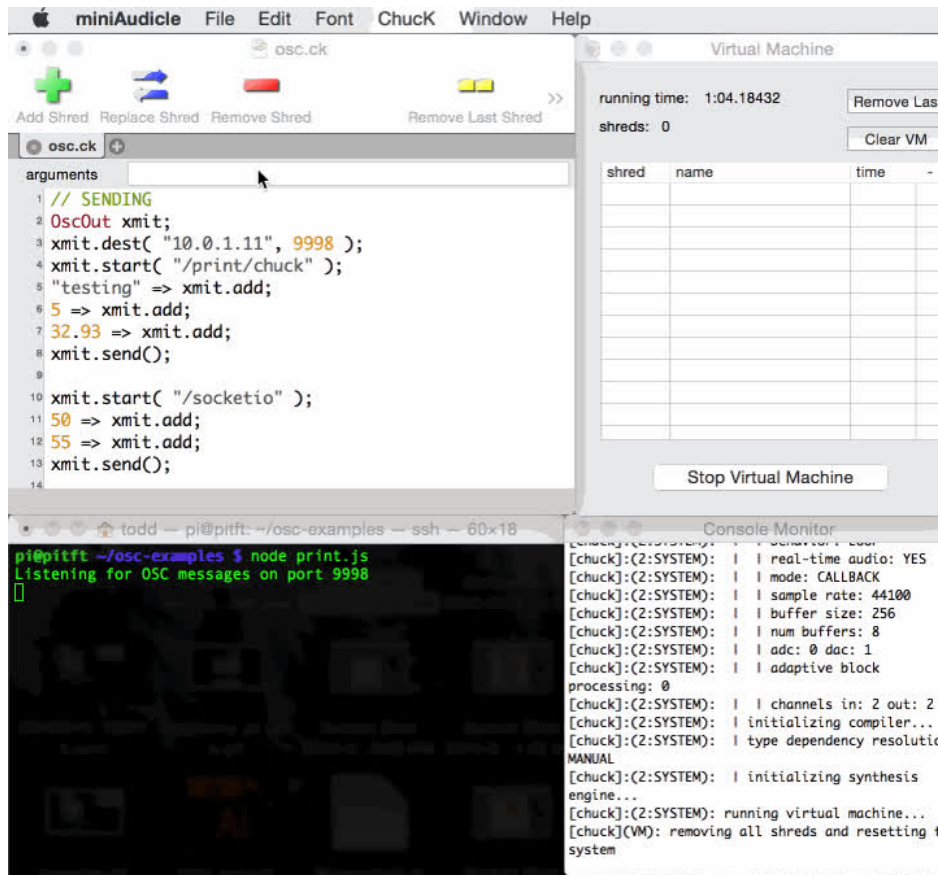 miniAudicle File Edit Font ChucK Window Help
osc.ck
Add Shred Replace Shred Remove Shred Remove Last Shred
osc.ck
arguments
1 // SENDING
2 OscOut xmit;
3 xmit.dest( "10.0.1.11", 9998 );
4 xmit.start( "/print/chuck" );
5 "testing" => xmit.add;
6 5 => xmit.add;
7 32.93 => xmit.add;
8 xmit.send();
9
10 xmit.start( "/socketio" );
11 50 => xmit.add;
12 55 => xmit.add;
13 xmit.send();
14
Virtual Machine
running time: 1:04.18432
Remove Las
shreds: 0
Clear VM
shred name time -
Stop Virtual Machine
todd — pi@pitft: ~/osc-examples — ssh — 60×18
pi@pitft ~/osc-examples $ node print.js
Listening for OSC messages on port 9998
Console Monitor
[chuck]:(2:SYSTEM): | | real-time audio: YES
[chuck]:(2:SYSTEM): | | mode: CALLBACK
[chuck]:(2:SYSTEM): | | sample rate: 44100
[chuck]:(2:SYSTEM): | | buffer size: 256
[chuck]:(2:SYSTEM): | | num buffers: 8
[chuck]:(2:SYSTEM): | | adc: 0 dac: 1
[chuck]:(2:SYSTEM): | | adaptive block
processing: 0
[chuck]:(2:SYSTEM): | | channels in: 2 out: 2
[chuck]:(2:SYSTEM): | initializing compiler...
[chuck]:(2:SYSTEM): | type dependency resolutio
MANUAL
[chuck]:(2:SYSTEM): | initializing synthesis
engine...
[chuck]:(2:SYSTEM): running virtual machine...
[chuck](VM): removing all shreds and resetting t
system